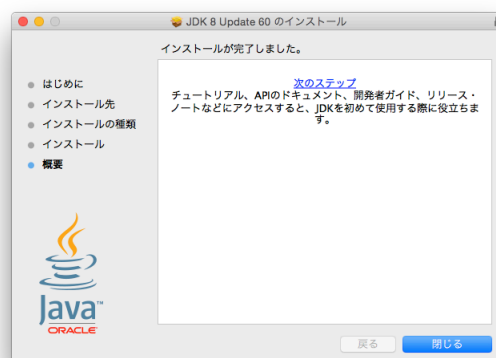 JDK 8 Update 60 のインストール
インストールが完了しました。
はじめに
インストール先
インストールの種類
インストール
概要
次のステップ
チュートリアル、APIのドキュメント、開発者ガイド、リリース・
ノートなどにアクセスすると、JDKを初めて使用する際に役立ちま
す。
Java™
ORACLE
戻る
閉じる